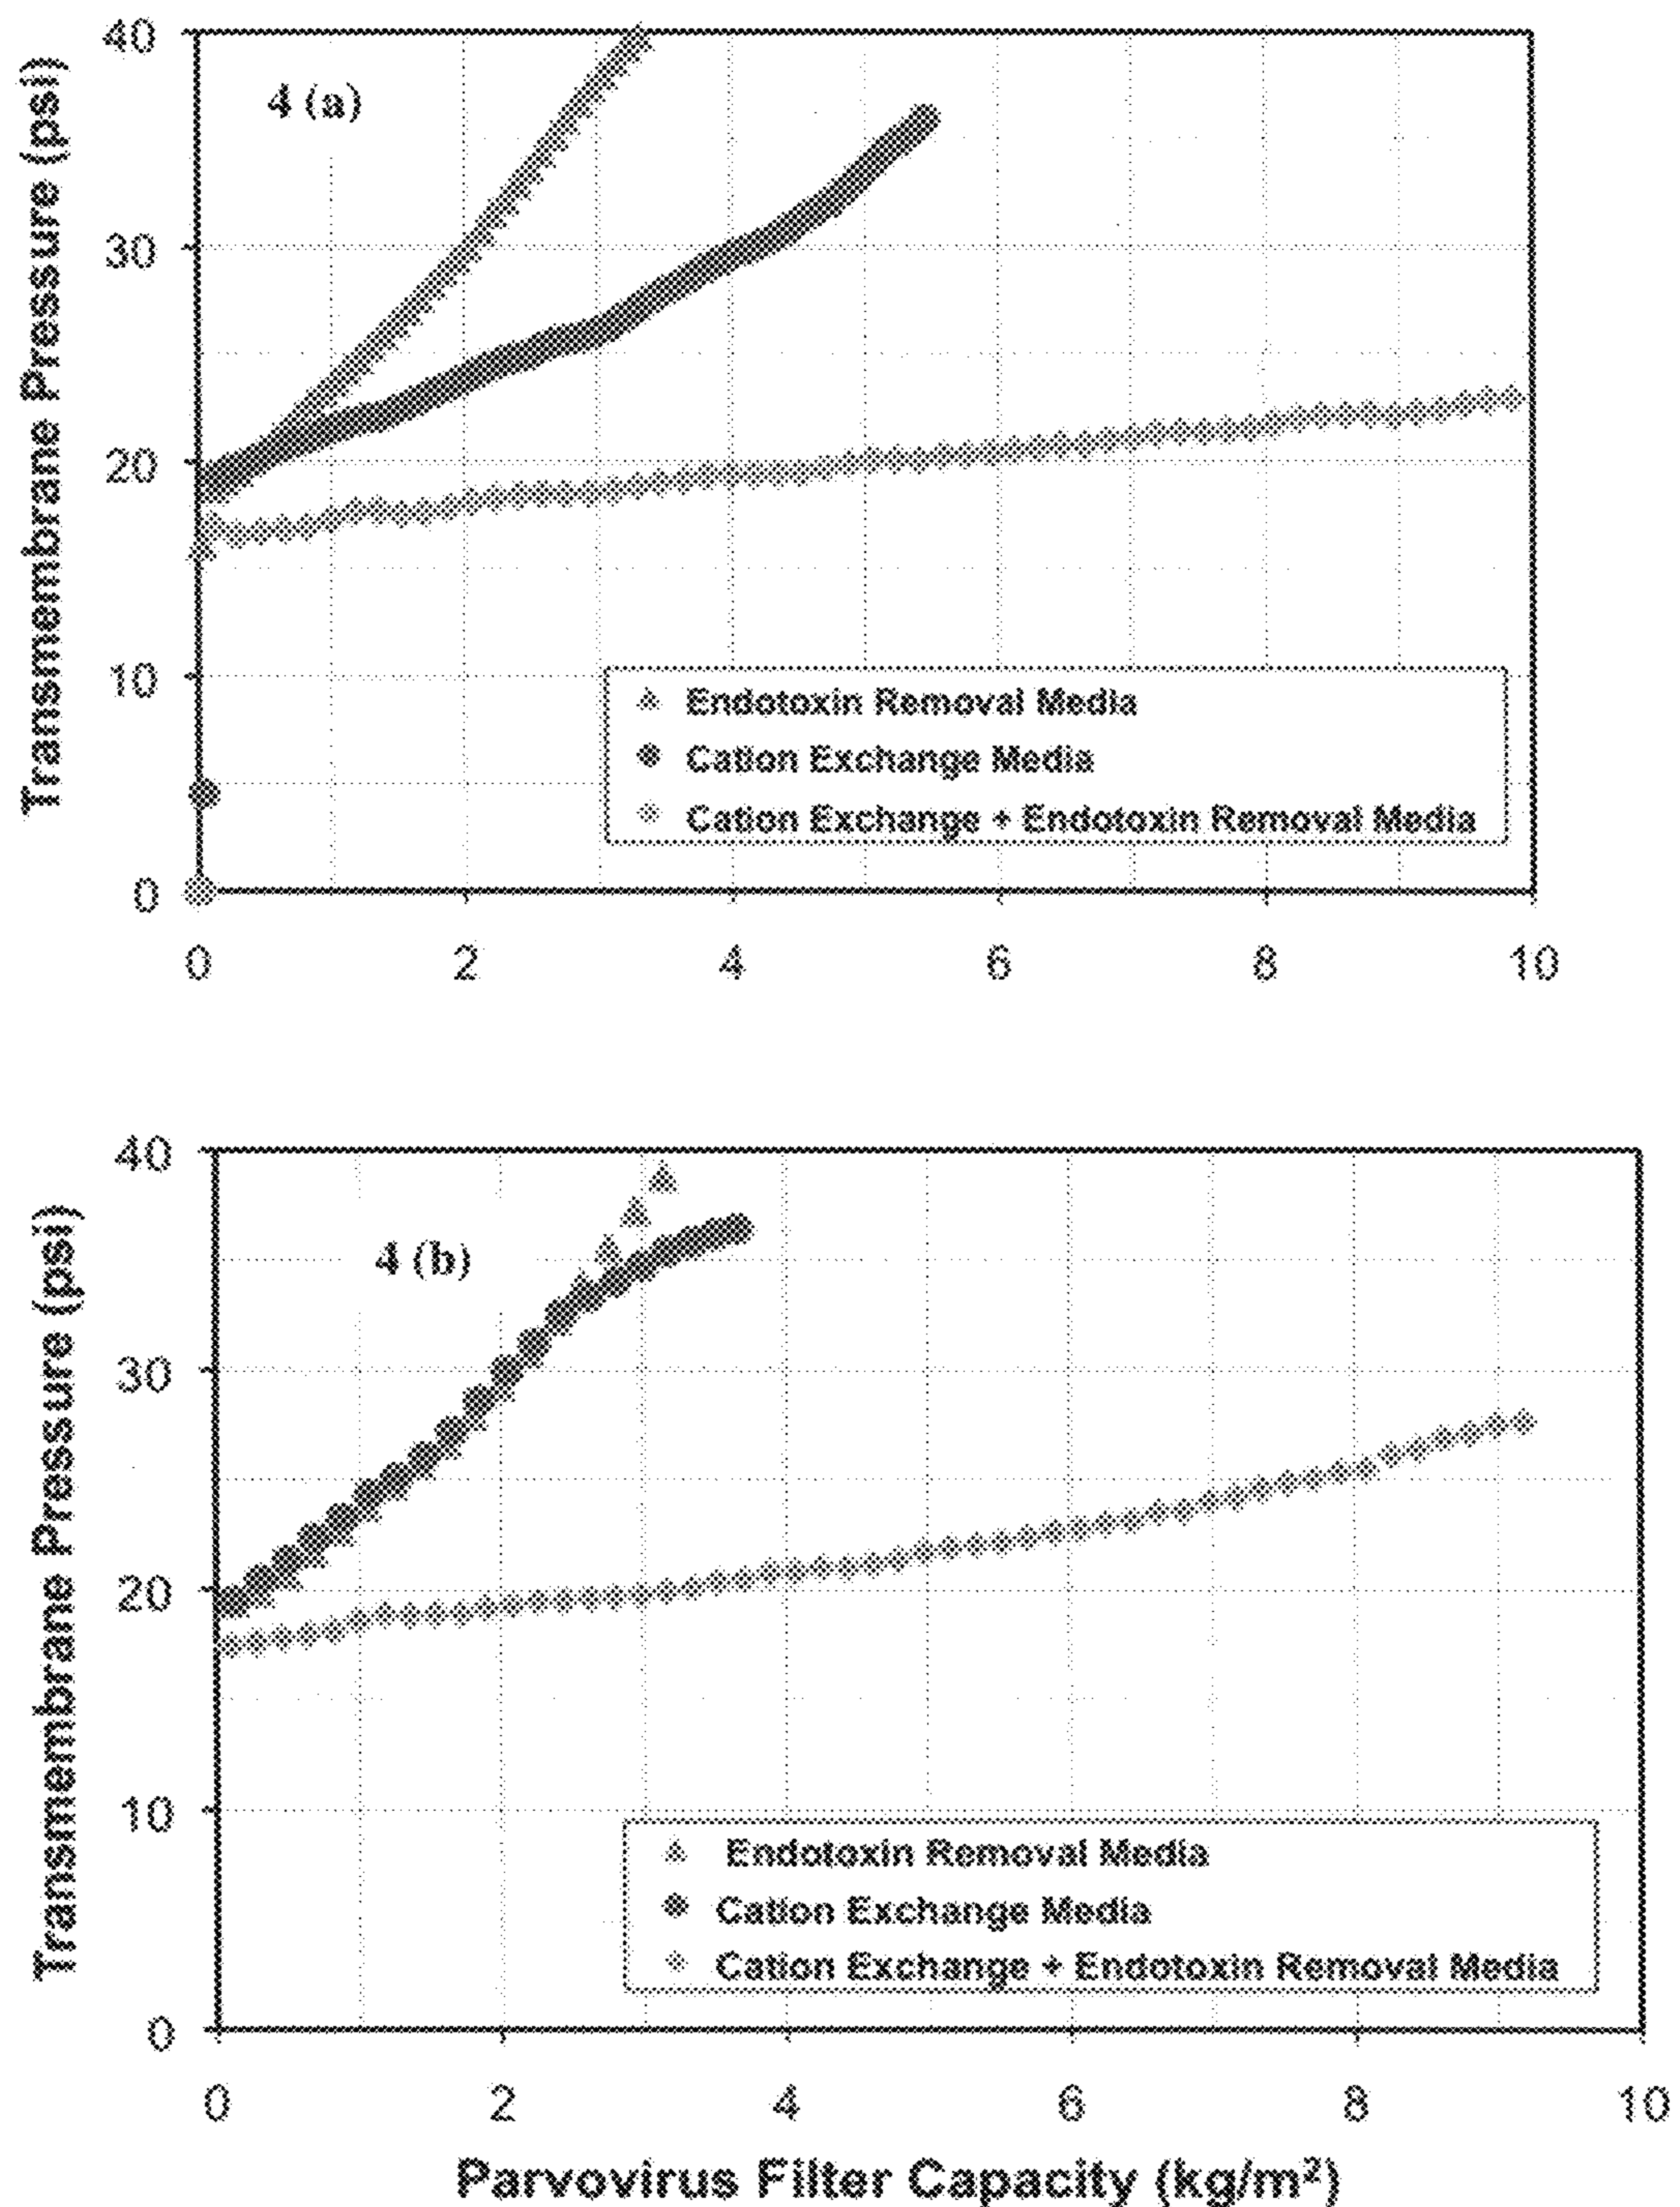 40
4 (a)
30
20
10
0
Transmembrane Pressure (psi)
Endotoxin Removal Media
Cation Exchange Media
Cation Exchange + Endotoxin Removal Media
0 2 4 6 8 10
40
4 (b)
30
20
10
0
Transmembrane Pressure (psi)
Endotoxin Removal Media
Cation Exchange Media
Cation Exchange + Endotoxin Removal Media
0 2 4 6 8 10
Parvovirus Filter Capacity (kg/m²)